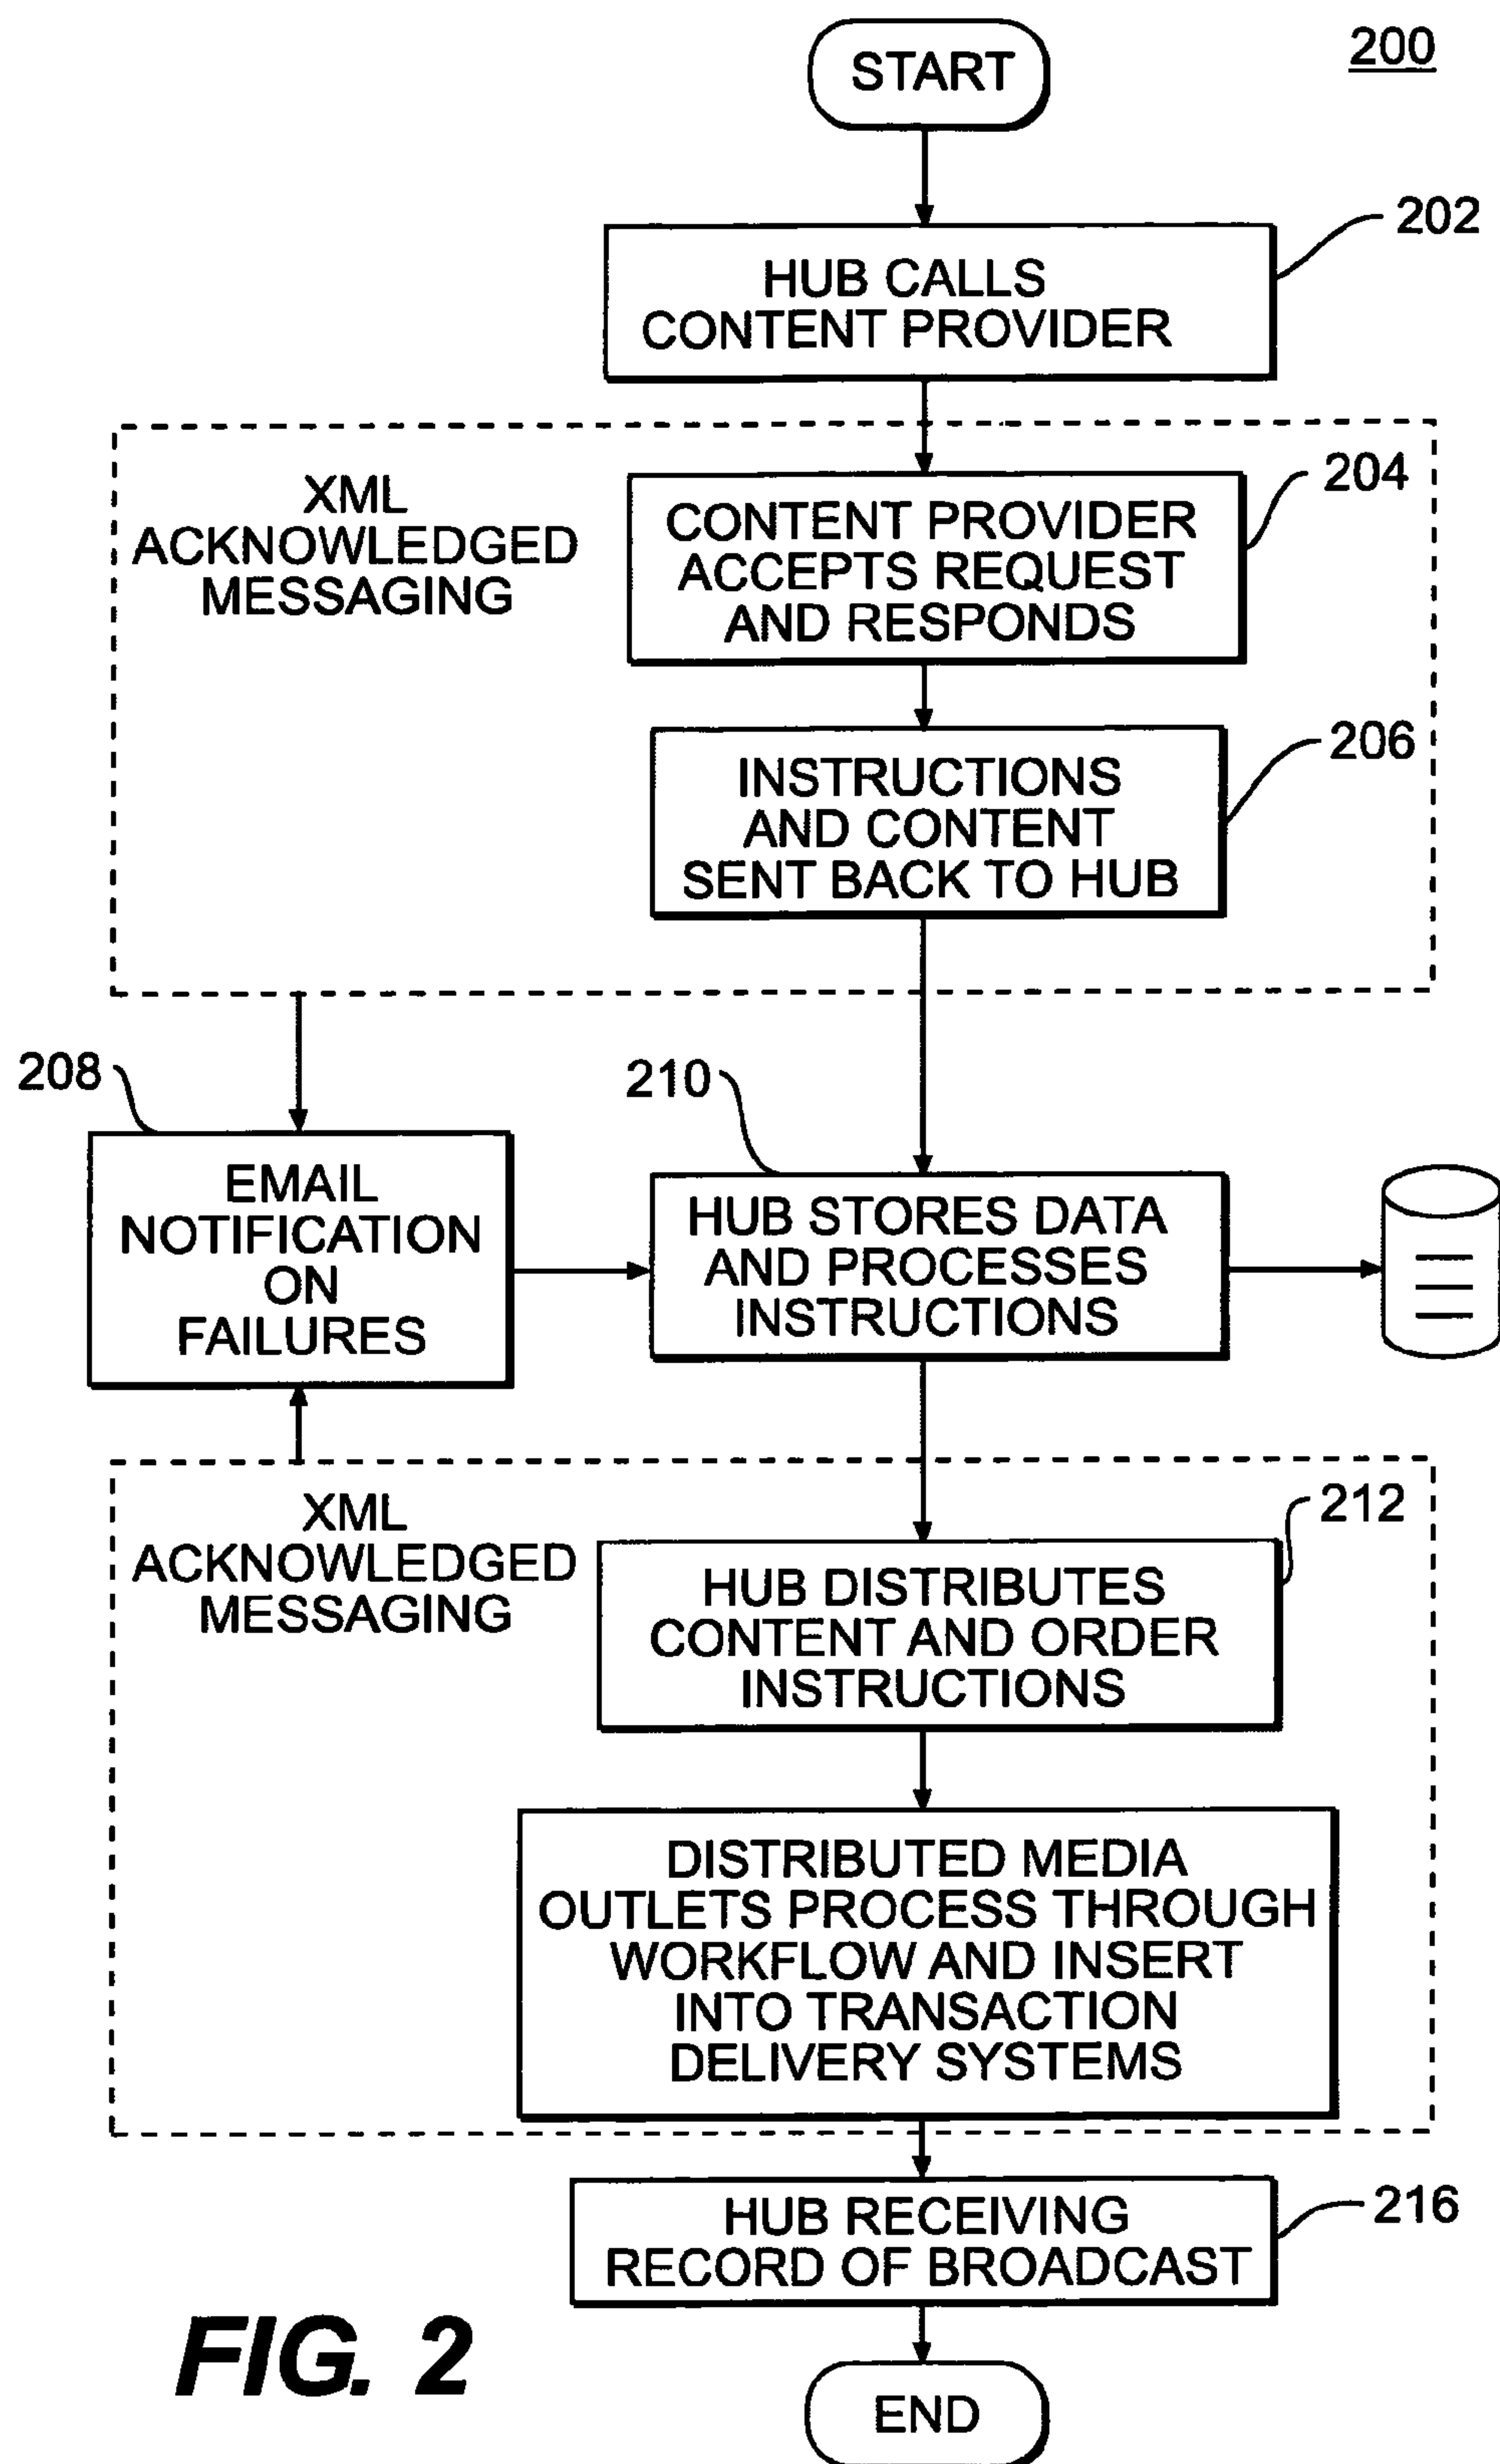 200
START
202
HUB CALLS
CONTENT PROVIDER
XML
ACKNOWLEDGED
MESSAGING
204
CONTENT PROVIDER
ACCEPTS REQUEST
AND RESPONDS
206
INSTRUCTIONS
AND CONTENT
SENT BACK TO HUB
208
EMAIL
NOTIFICATION
ON
FAILURES
210
HUB STORES DATA
AND PROCESSES
INSTRUCTIONS
XML
ACKNOWLEDGED
MESSAGING
212
HUB DISTRIBUTES
CONTENT AND ORDER
INSTRUCTIONS
DISTRIBUTED MEDIA
OUTLETS PROCESS THROUGH
WORKFLOW AND INSERT
INTO TRANSACTION
DELIVERY SYSTEMS
216
HUB RECEIVING
RECORD OF BROADCAST
END
FIG. 2